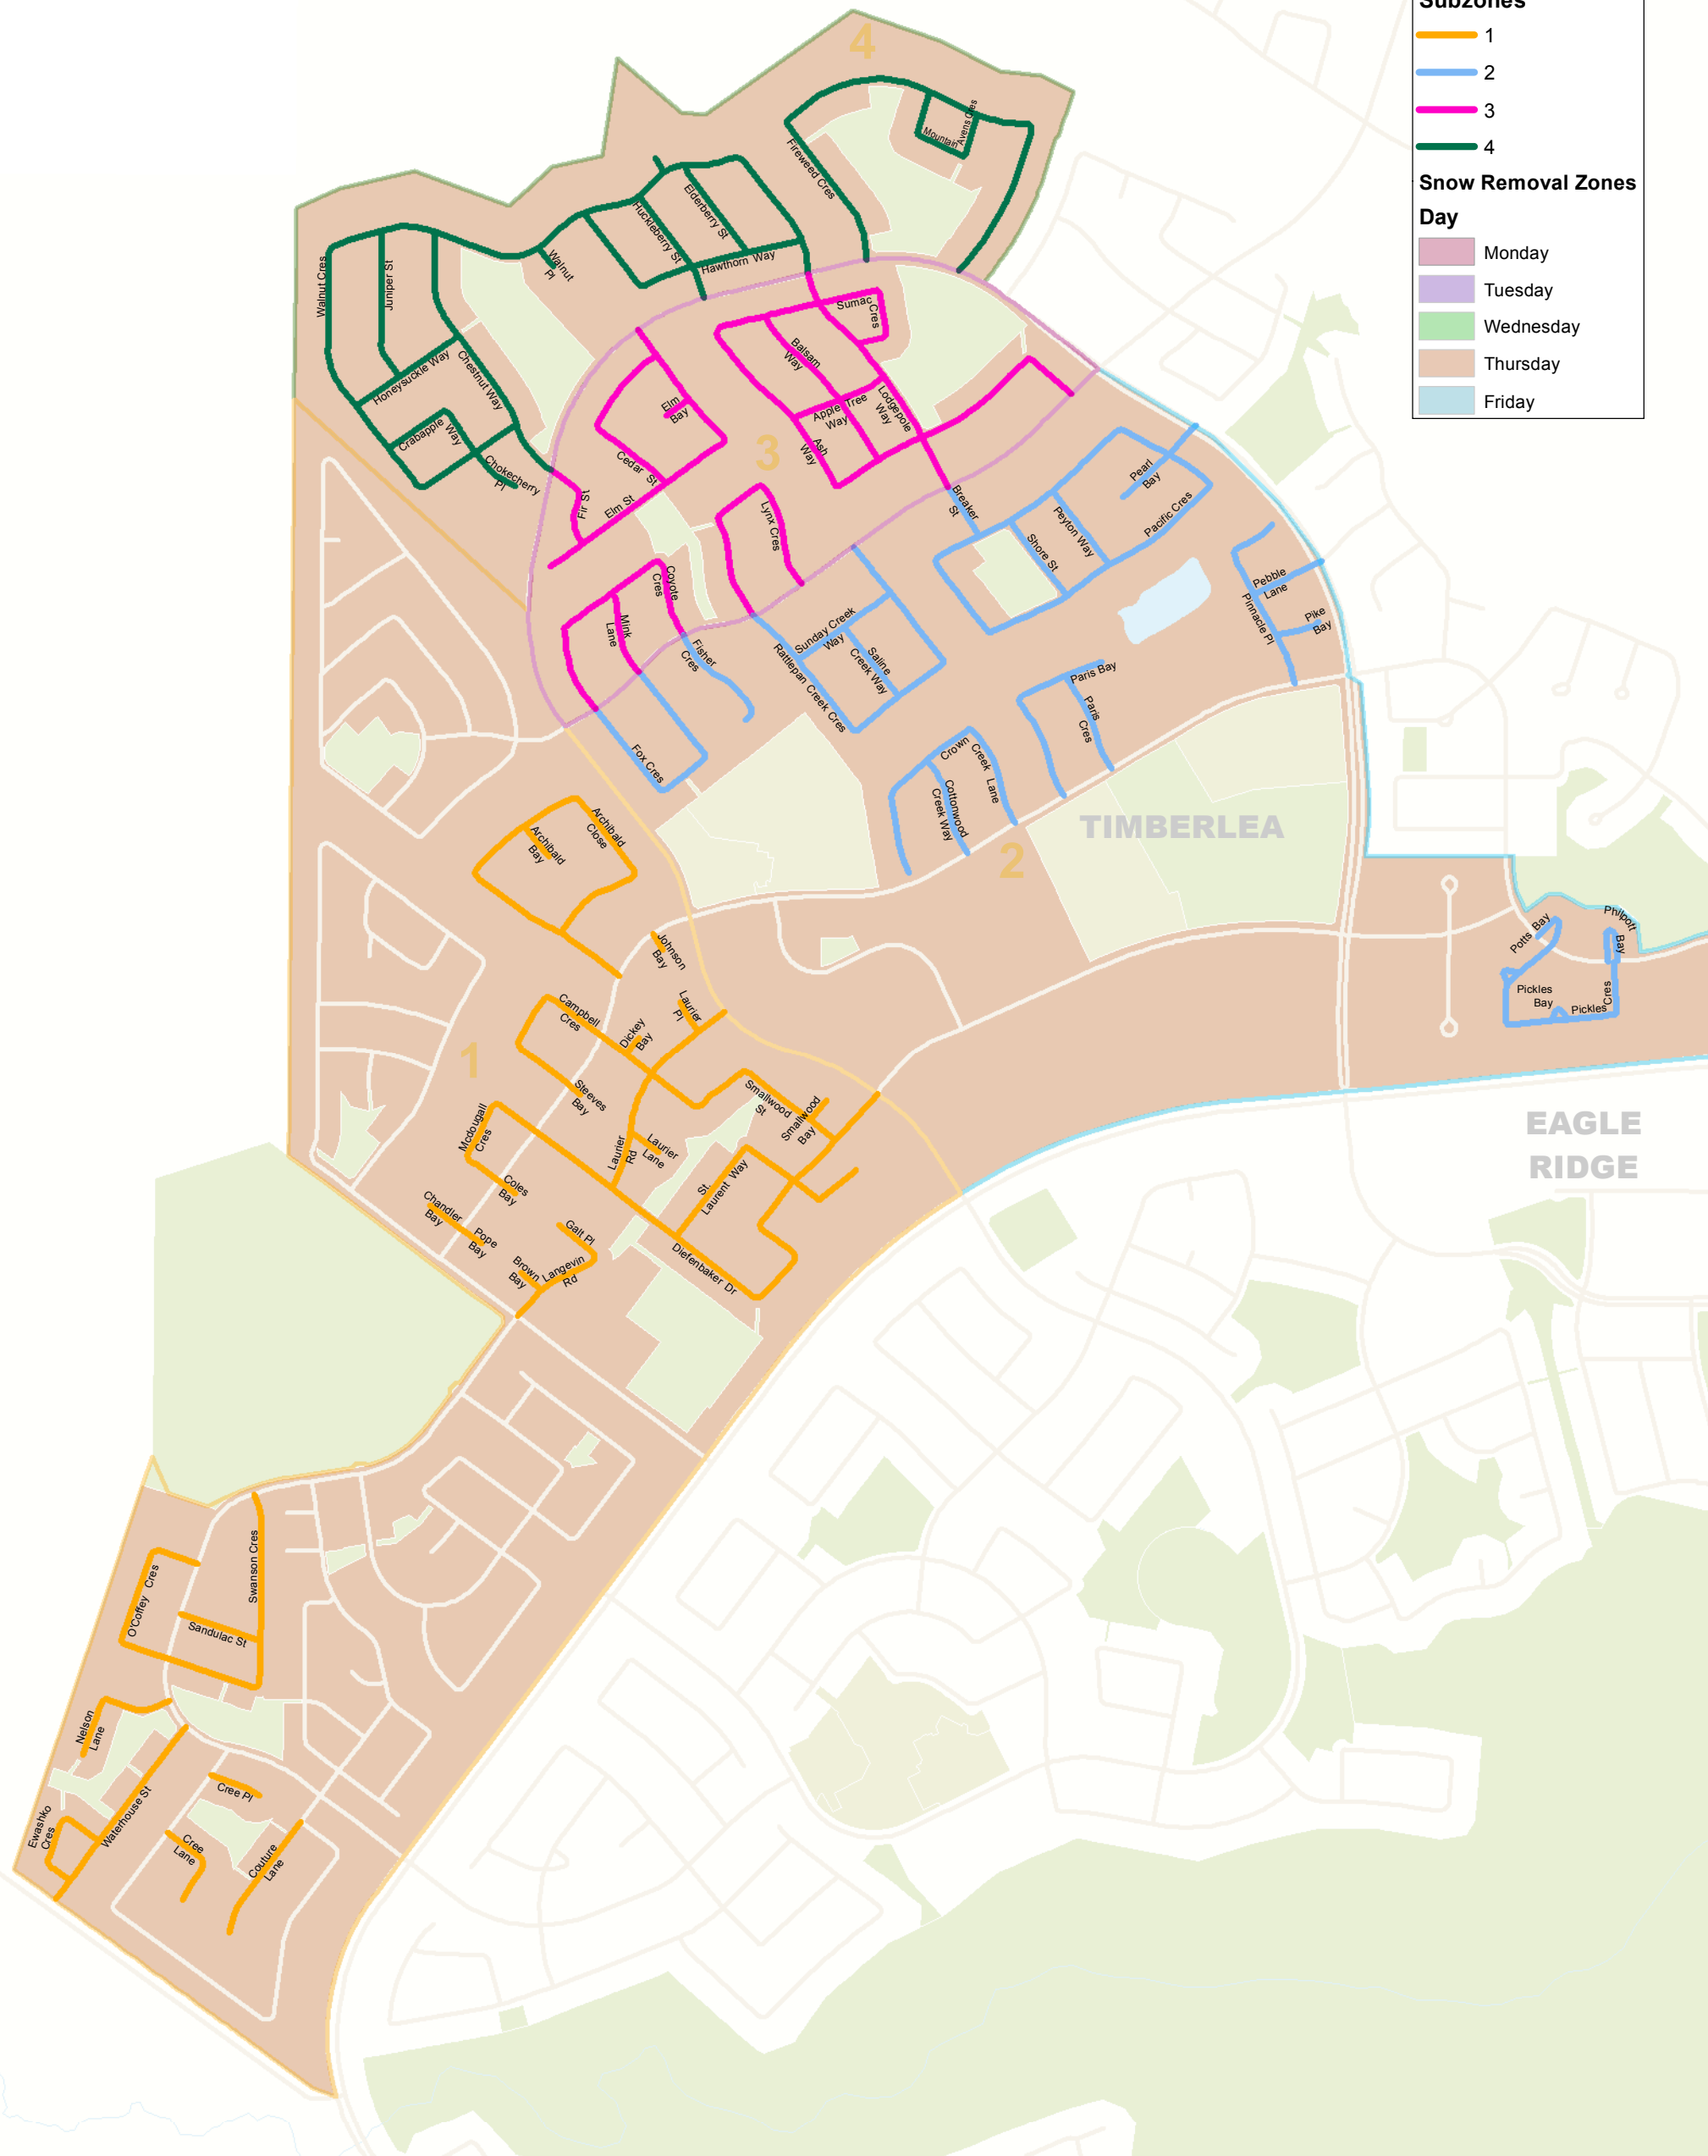 Subzones
1
2
3
4
Snow Removal Zones
Day
Monday
Tuesday
Wednesday
Thursday
Friday
4
Mountain
Avens Cres
Fireweed Cres
Elderberry St
Huckleberry St
Hawthorn Way
Walnut
Pl
Walnut Cres
Juniper St
Honeysuckle Way
Chestnut Way
Crabapple
Way
Chokecherry
Pl
Sumac
Cres
Balsam
Way
Apple Tree
Way
Lodgepole
Way
Ash
Way
Elm
Bay
3
Cedar St
Elm St
Fir St
Lynx Cres
Coyote
Cres
Mink
Lane
Fisher
Cres
Fox Cres
Breaker
St
Pearl
Bay
Pacific Cres
Peyton Way
Shore St
Pebble
Lane
Pinnacle Pl
Pike
Bay
Sunday Creek
Way
Saline
Creek Way
Rattlepan Creek Cres
Paris Bay
Paris
Cres
Crown
Creek
Lane
Cottonwood
Creek Way
TIMBERLEA
2
Potts Bay
Philpott
Bay
Pickles
Bay
Pickles
Cres
EAGLE
RIDGE
Archibald
Close
Archibald
Bay
Johnson
Bay
Laurier
Pl
Campbell
Cres
Dickey
Bay
1
Steeves
Bay
Smallwood
St
Smallwood
Bay
Mcdougall
Cres
Laurier
Rd
Laurier
Lane
St.
Laurent Way
Coles
Bay
Chandler
Bay
Pope
Bay
Galt Pl
Brown
Bay
Langevin
Rd
Diefenbaker Dr
Swanson Cres
O'Coffey Cres
Sandulac St
Nelson
Lane
Waterhouse St
Ewashko
Cres
Cree Pl
Cree
Lane
Couture
Lane